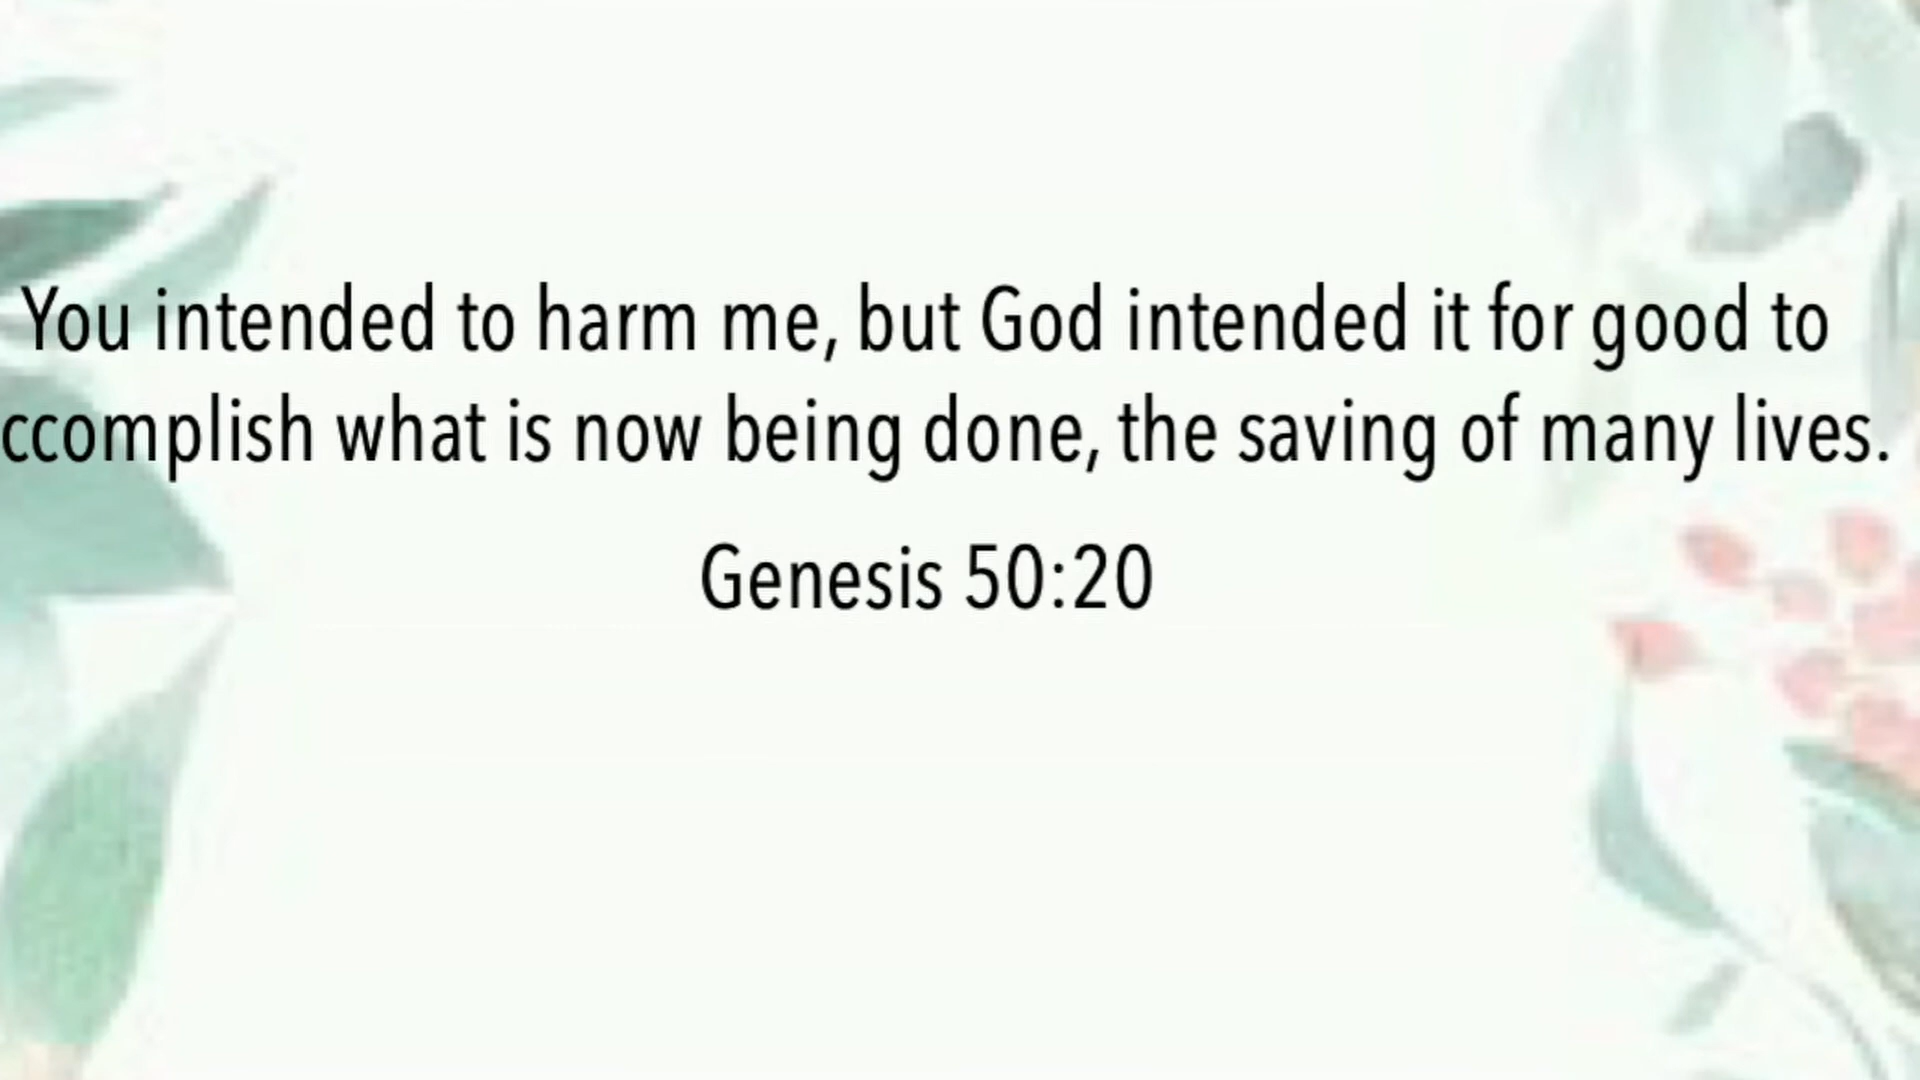 You intended to harm me, but God intended it for good to
ccomplish what is now being done, the saving of many lives.
Genesis 50:20